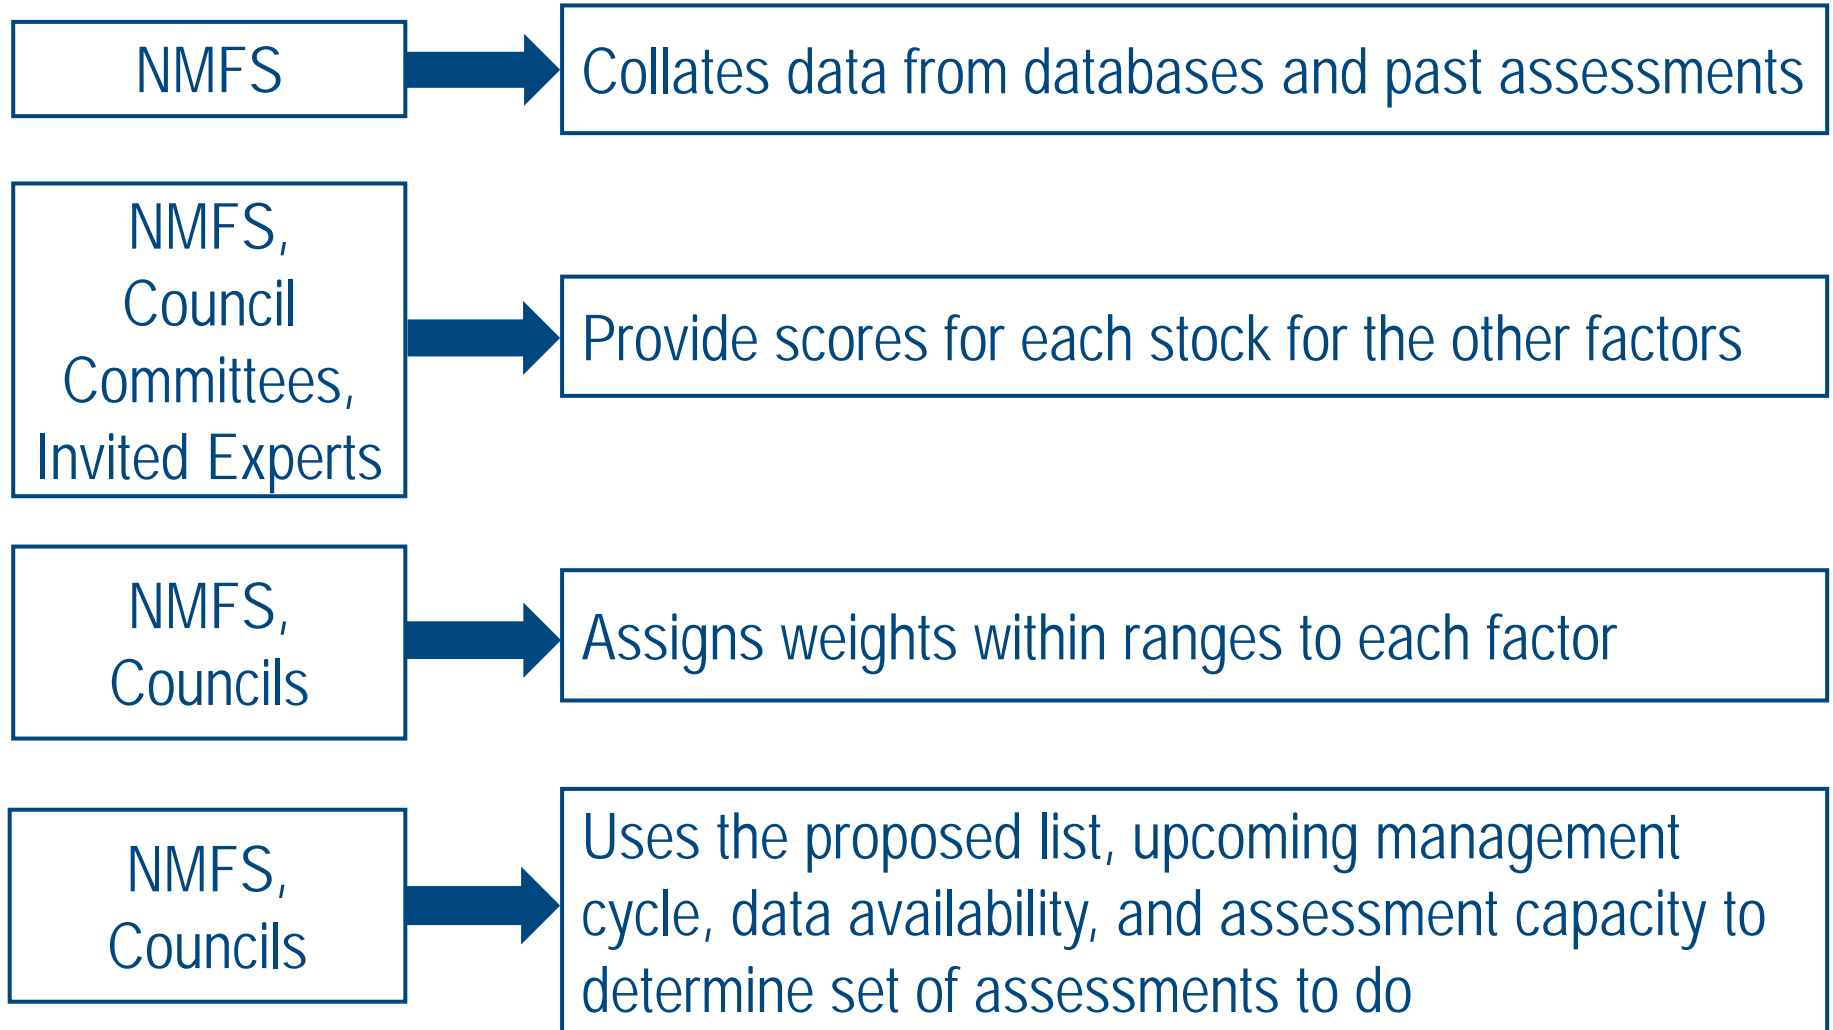 NMFS
Collates data from databases and past assessments
NMFS,
Council
Committees,
Invited Experts
Provide scores for each stock for the other factors
NMFS,
Councils
Assigns weights within ranges to each factor
NMFS,
Councils
Uses the proposed list, upcoming management
cycle, data availability, and assessment capacity to
determine set of assessments to do